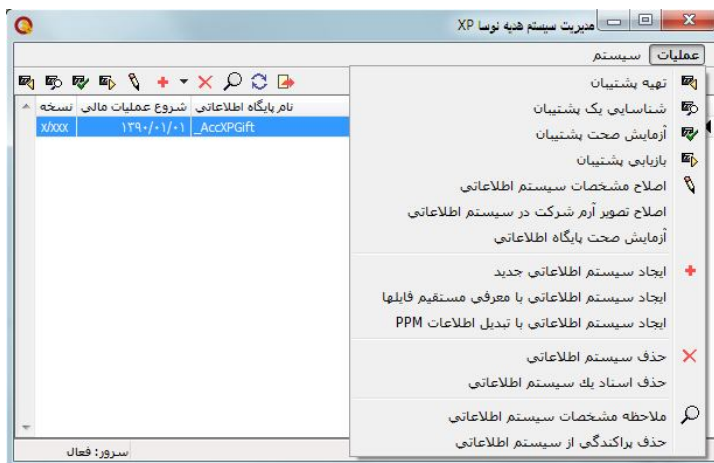 مدیریت سیستم هدیه نوسا XP
عملیات سیستم
تهیه پشتیبان
شناسایی یک پشتیبان
آزمایش صحت پشتیبان
بازیابی پشتیبان
اصلاح مشخصات سیستم اطلاعاتی
اصلاح تصویر آرم شرکت در سیستم اطلاعاتی
آزمایش صحت پایگاه اطلاعاتی
ایجاد سیستم اطلاعاتی جدید
ایجاد سیستم اطلاعاتی با معرفی مستقیم فایلها
ایجاد سیستم اطلاعاتی با تبدیل اطلاعات PPM
حذف سیستم اطلاعاتی
حذف اسناد یك سیستم اطلاعاتی
ملاحظه مشخصات سیستم اطلاعاتی
حذف پراکندگی از سیستم اطلاعاتی
نام پایگاه اطلاعاتی شروع عملیات مالی نسخه
_AccXPGift ۱۳۹۰/۰۱/۰۱ x/xxx
سرور: فعال